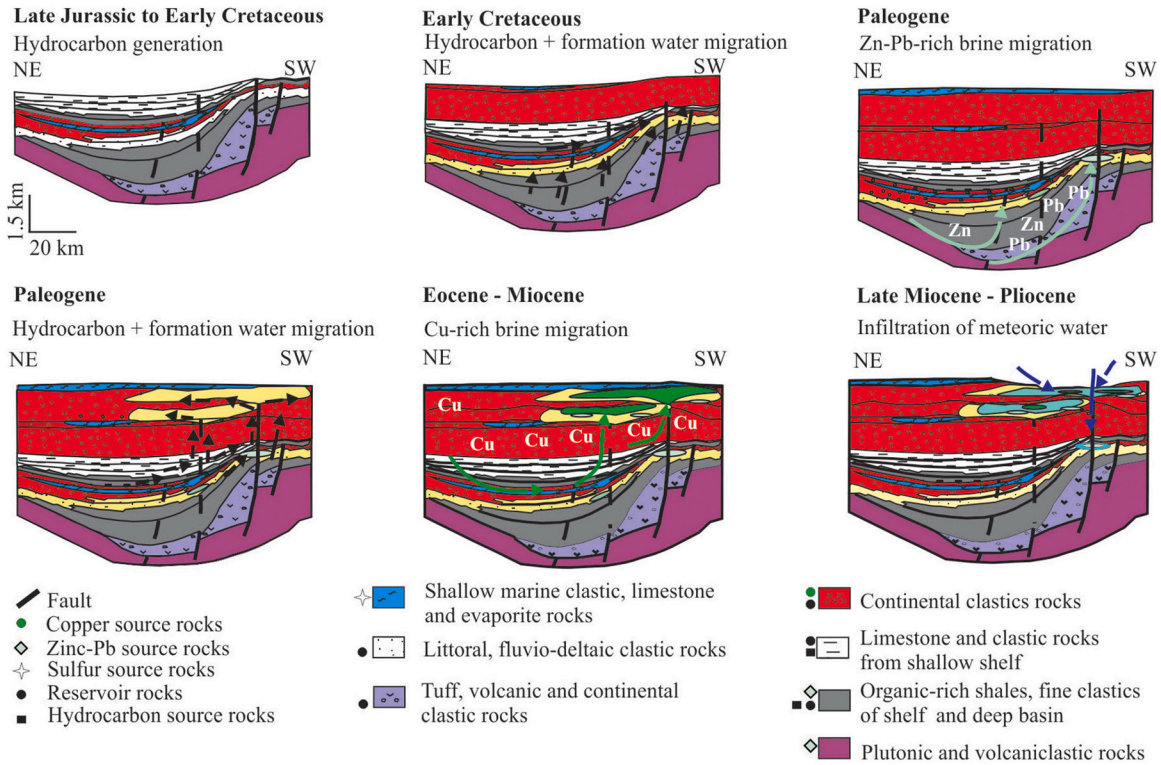 Late Jurassic to Early Cretaceous
Hydrocarbon generation
NE SW
1.5 km
20 km
Early Cretaceous
Hydrocarbon + formation water migration
NE SW
Paleogene
Zn-Pb-rich brine migration
NE SW
Pb
Pb
Zn
Zn
Pb
Paleogene
Hydrocarbon + formation water migration
NE SW
Eocene - Miocene
Cu-rich brine migration
NE SW
Cu
Cu
Cu
Cu
Cu
Cu
Cu
Late Miocene - Pliocene
Infiltration of meteoric water
NE SW
Fault
Copper source rocks
Zinc-Pb source rocks
Sulfur source rocks
Reservoir rocks
Hydrocarbon source rocks
Shallow marine clastic, limestone
and evaporite rocks
Littoral, fluvio-deltaic clastic rocks
Tuff, volcanic and continental
clastic rocks
Continental clastics rocks
Limestone and clastic rocks
from shallow shelf
Organic-rich shales, fine clastics
of shelf and deep basin
Plutonic and volcaniclastic rocks